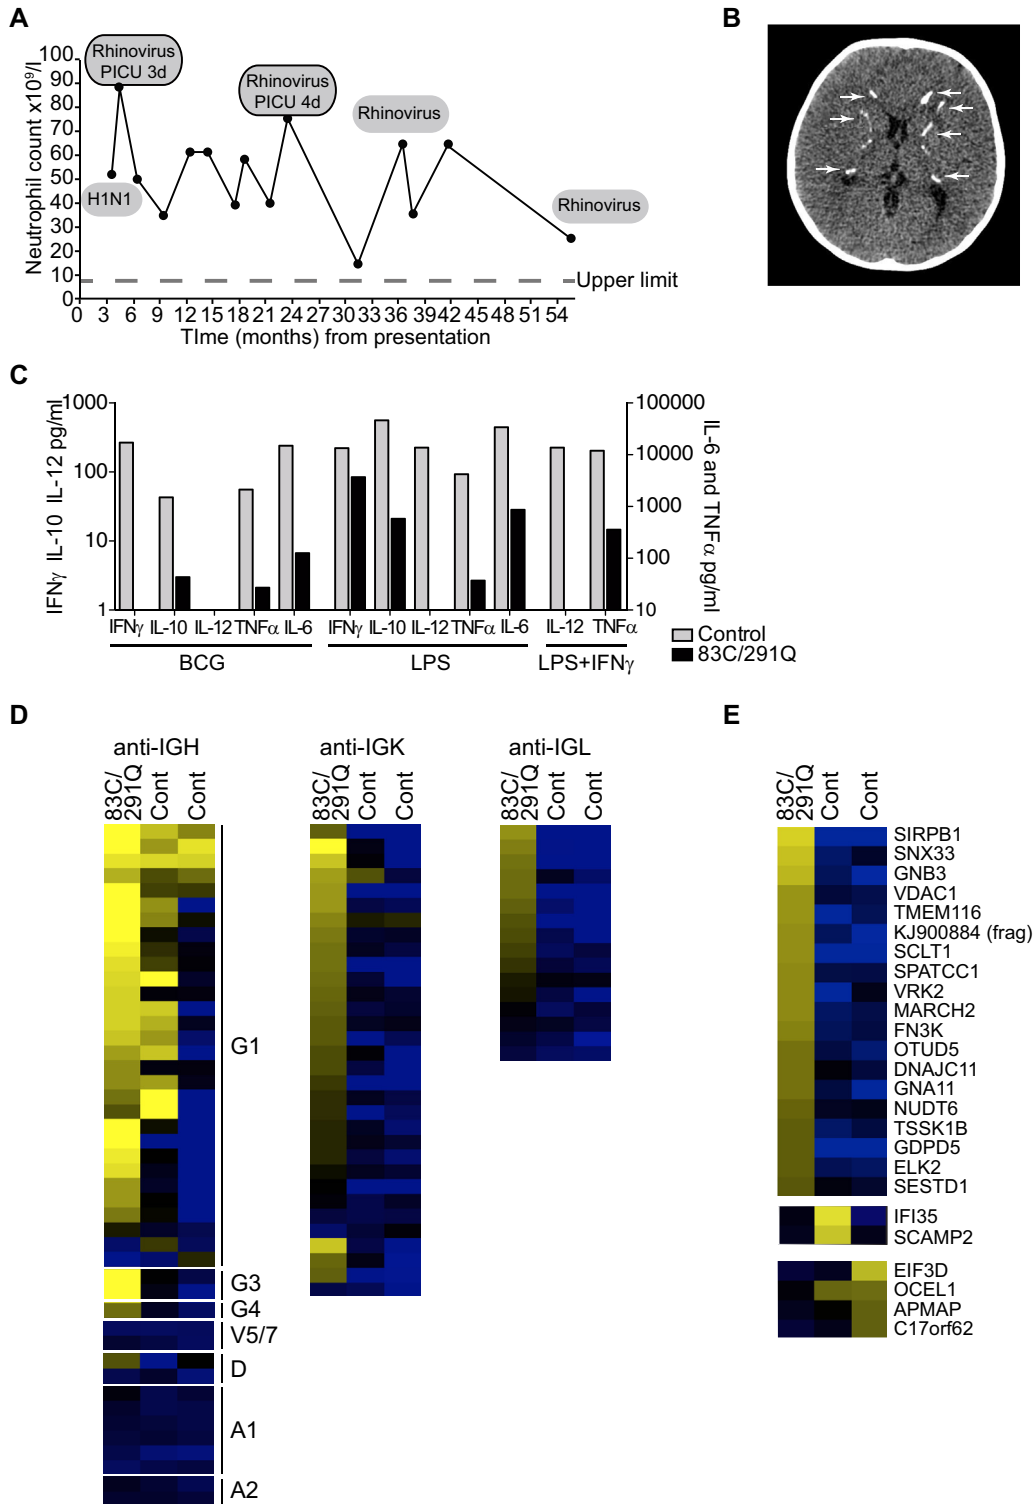 A
Neutrophil count x10⁹/l
100
90
80
70
60
50
40
30
20
10
0
Rhinovirus
PICU 3d
Rhinovirus
PICU 4d
Rhinovirus
H1N1
Rhinovirus
Upper limit
0 3 6 9 12 15 18 21 24 27 30 33 36 39 42 45 48 51 54
TIme (months) from presentation
B
C
IFNγ IL-10 IL-12 pg/ml
1000
100
10
1
100000
10000
1000
100
10
IL-6 and TNFα pg/ml
IFNγ IL-10 IL-12 TNFα IL-6 IFNγ IL-10 IL-12 TNFα IL-6 IL-12 TNFα
BCG LPS LPS+IFNγ
Control
83C/291Q
D
anti-IGH anti-IGK anti-IGL
83C/
291Q
Cont
Cont
83C/
291Q
Cont
Cont
83C/
291Q
Cont
Cont
G1
G3
G4
V5/7
D
A1
A2
E
83C/
291Q
Cont
Cont
SIRPB1
SNX33
GNB3
VDAC1
TMEM116
KJ900884 (frag)
SCLT1
SPATCC1
VRK2
MARCH2
FN3K
OTUD5
DNAJC11
GNA11
NUDT6
TSSK1B
GDPD5
ELK2
SESTD1
IFI35
SCAMP2
EIF3D
OCEL1
APMAP
C17orf62